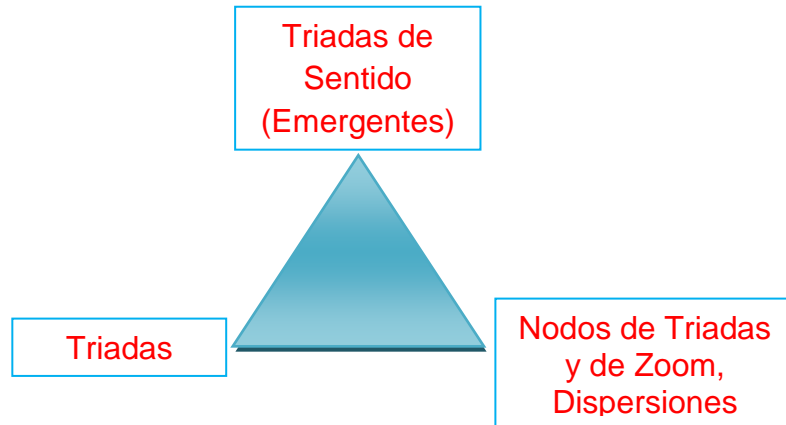 Triadas de
Sentido
(Emergentes)
Triadas
Nodos de Triadas
y de Zoom,
Dispersiones